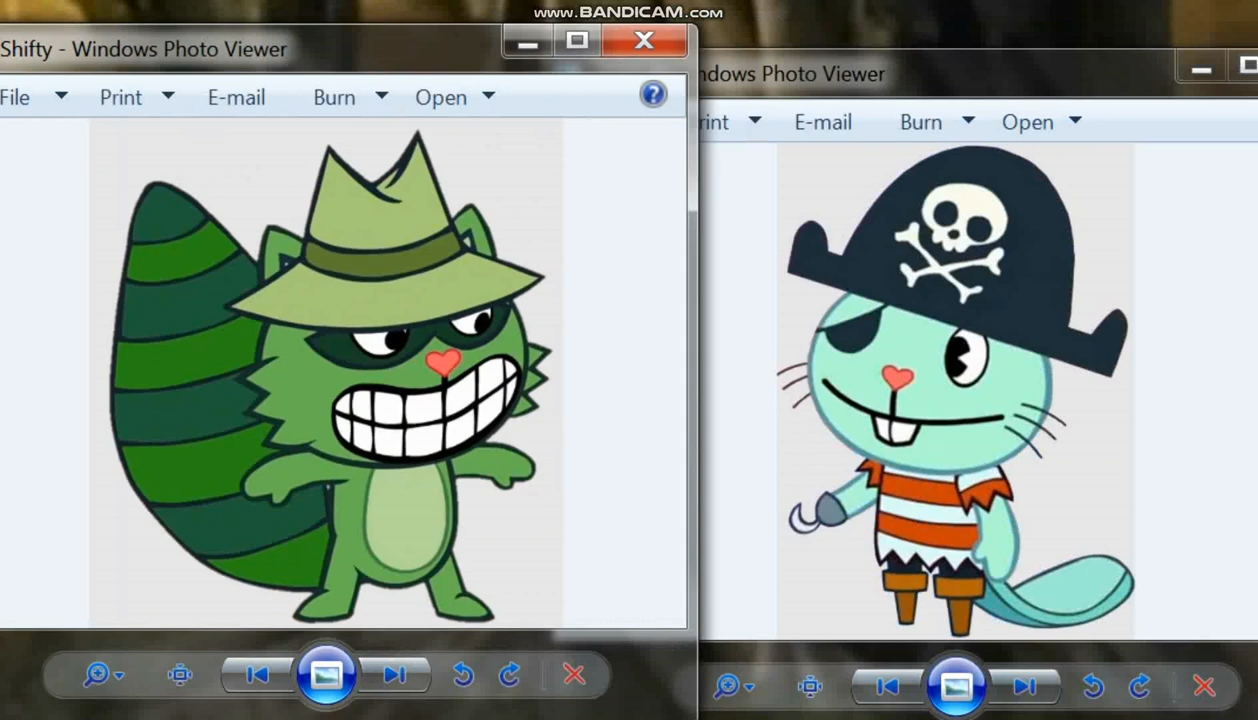 www.BANDICAM.com
Shifty - Windows Photo Viewer
File Print E-mail Burn Open
ndows Photo Viewer
rint E-mail Burn Open